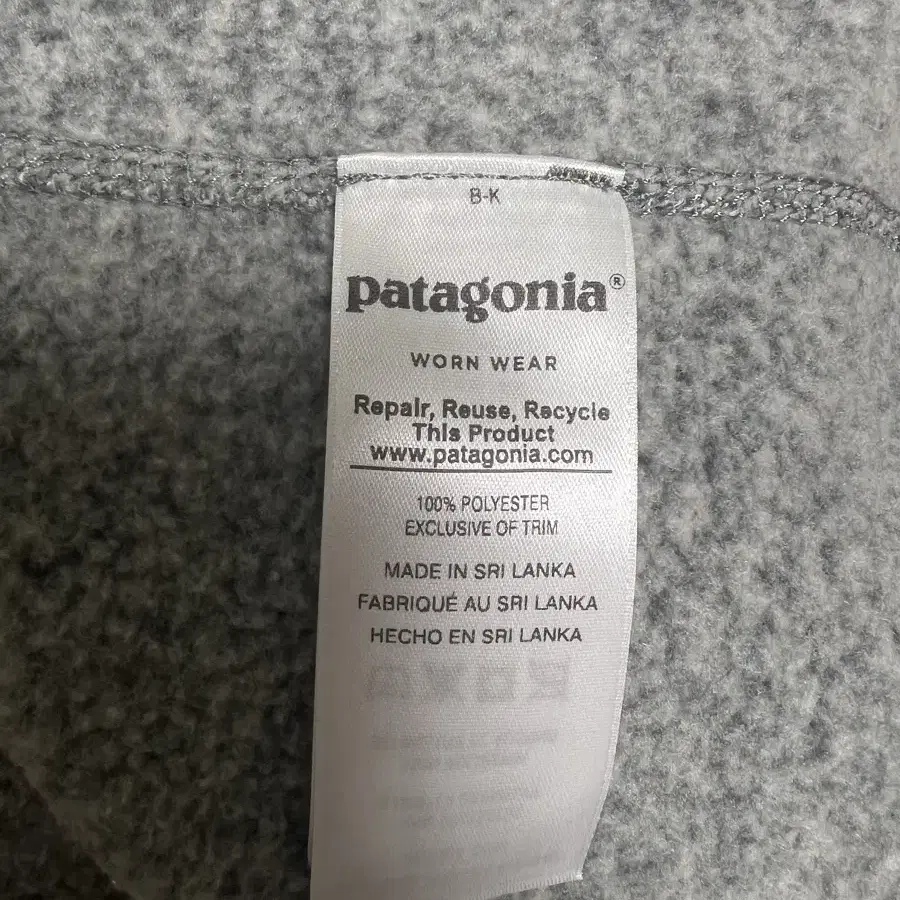 B-K
patagonia®
WORN WEAR
Repair, Reuse, Recycle
This Product
www.patagonia.com
100% POLYESTER
EXCLUSIVE OF TRIM
MADE IN SRI LANKA
FABRIQUÉ AU SRI LANKA
HECHO EN SRI LANKA